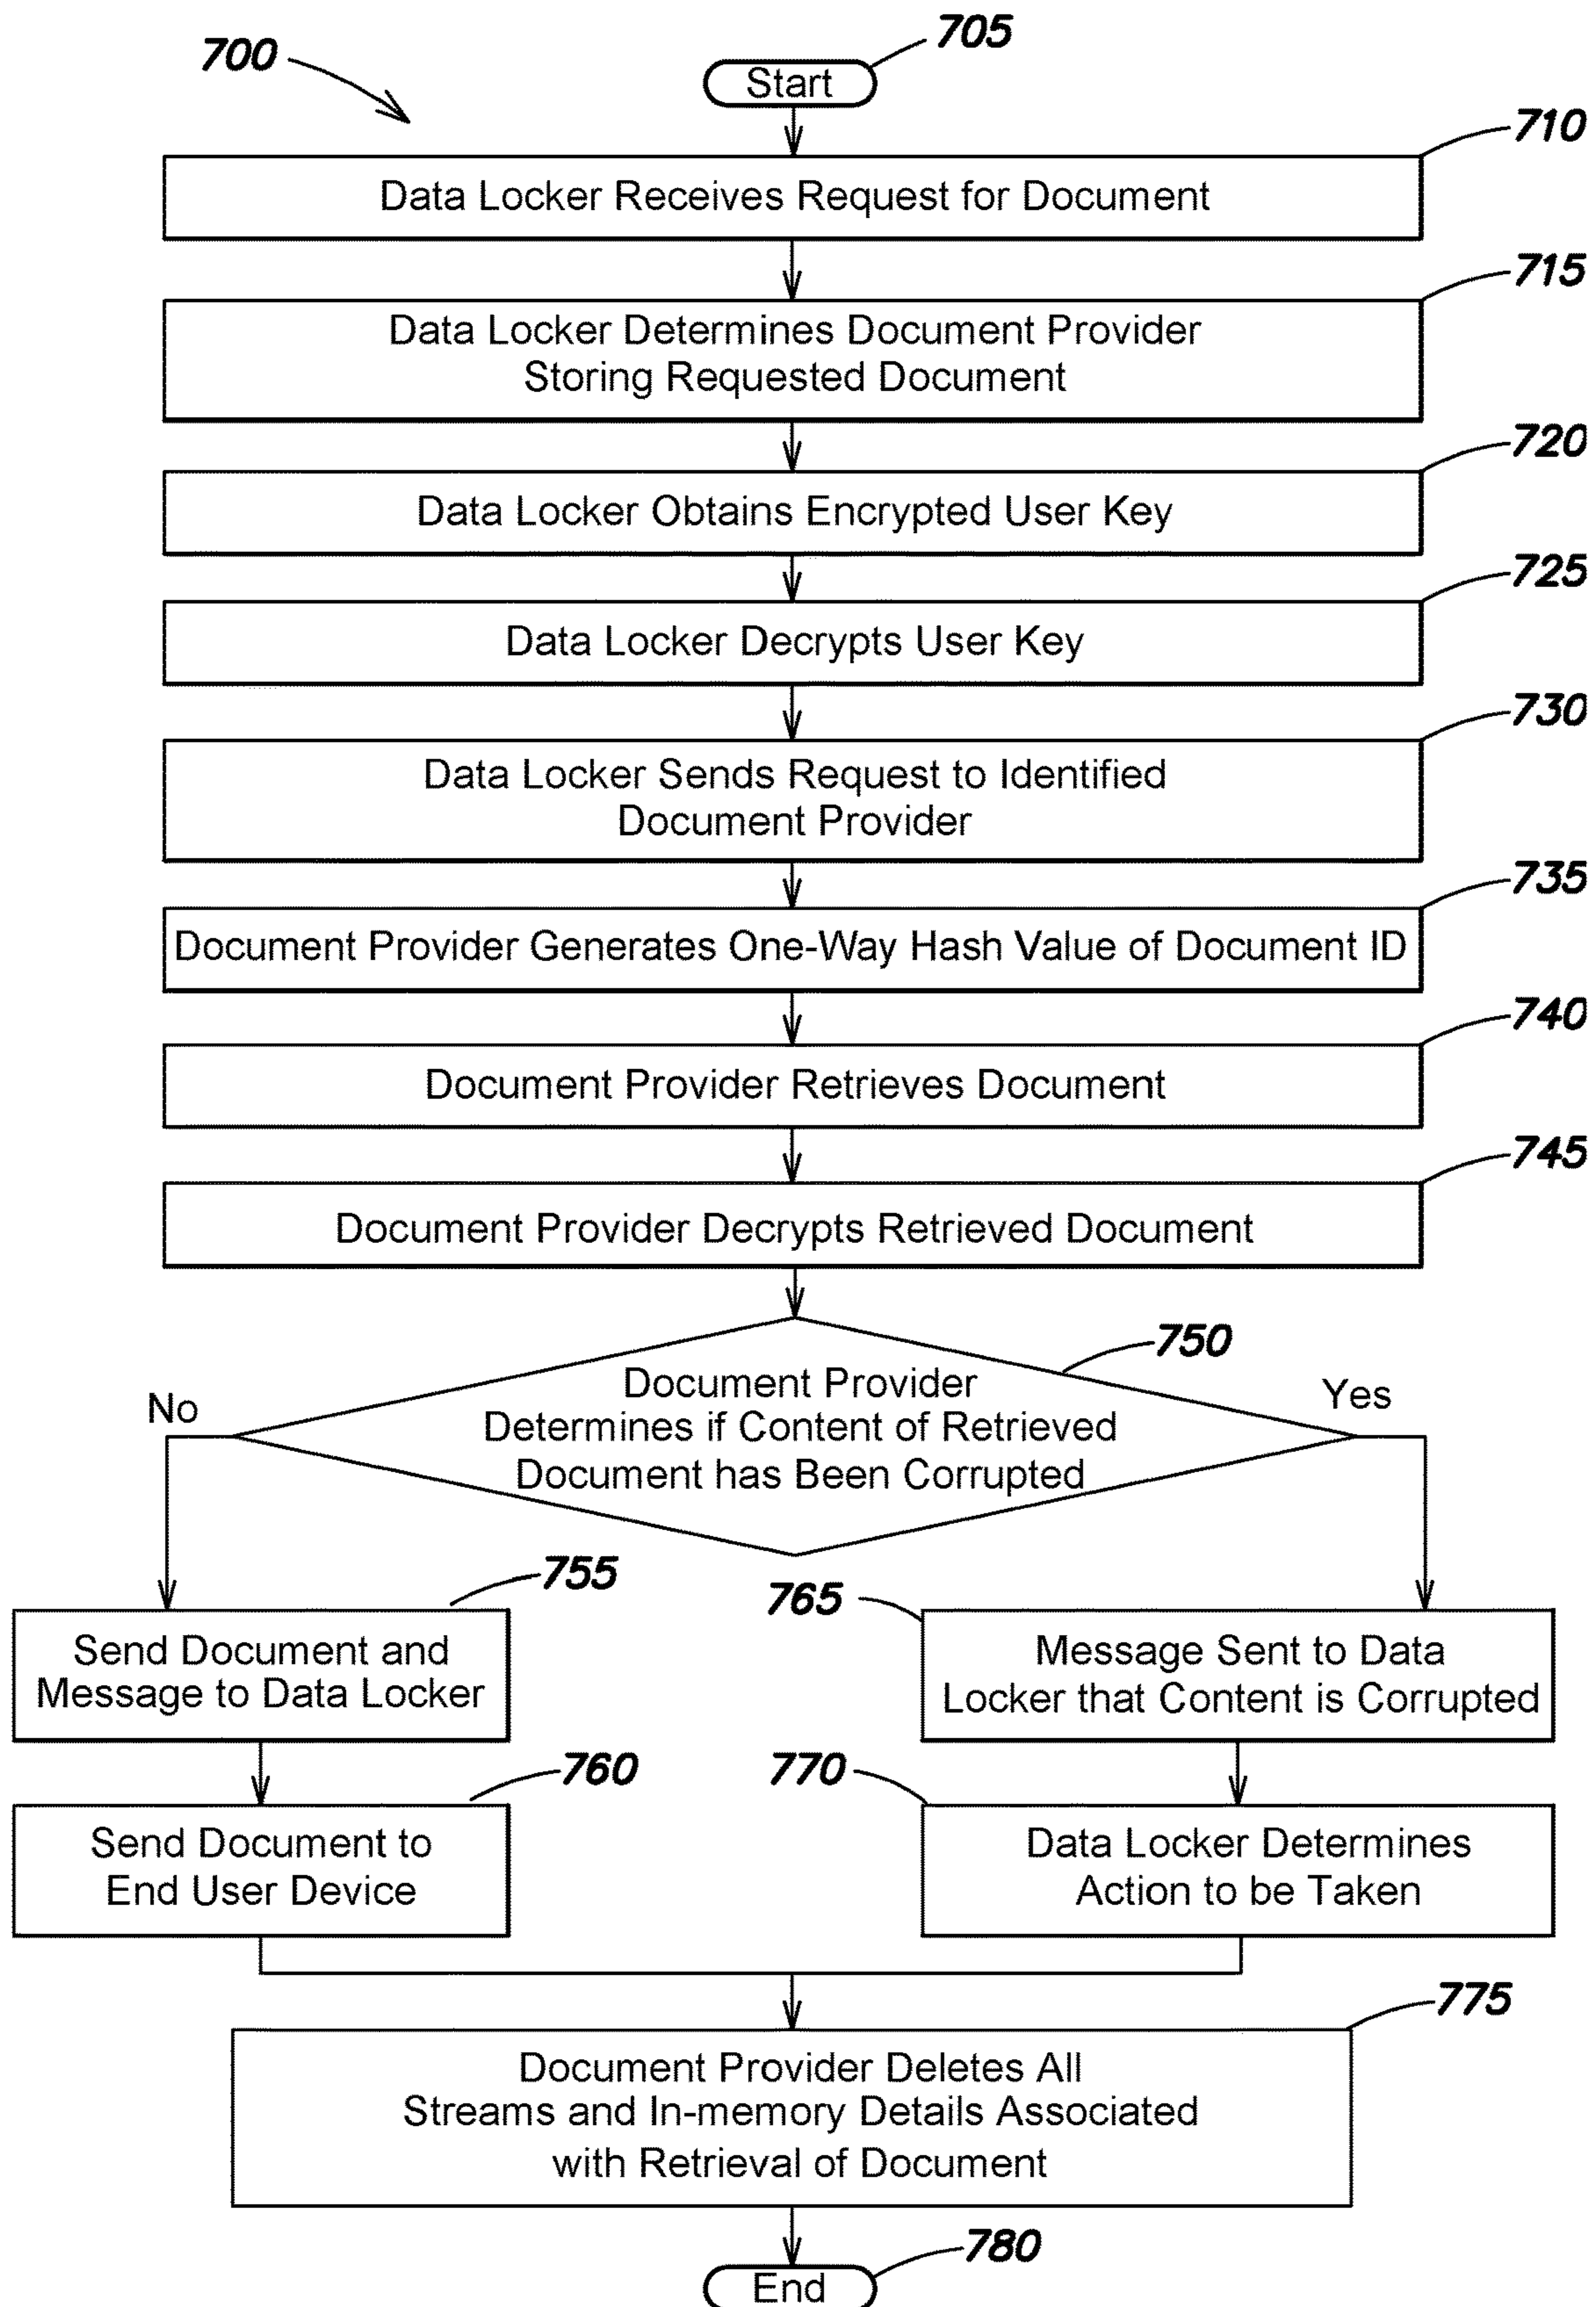 700
705
Start
710
Data Locker Receives Request for Document
715
Data Locker Determines Document Provider
Storing Requested Document
720
Data Locker Obtains Encrypted User Key
725
Data Locker Decrypts User Key
730
Data Locker Sends Request to Identified
Document Provider
735
Document Provider Generates One-Way Hash Value of Document ID
740
Document Provider Retrieves Document
745
Document Provider Decrypts Retrieved Document
750
Document Provider
Determines if Content of Retrieved
Document has Been Corrupted
No
Yes
755
Send Document and
Message to Data Locker
765
Message Sent to Data
Locker that Content is Corrupted
760
Send Document to
End User Device
770
Data Locker Determines
Action to be Taken
775
Document Provider Deletes All
Streams and In-memory Details Associated
with Retrieval of Document
780
End